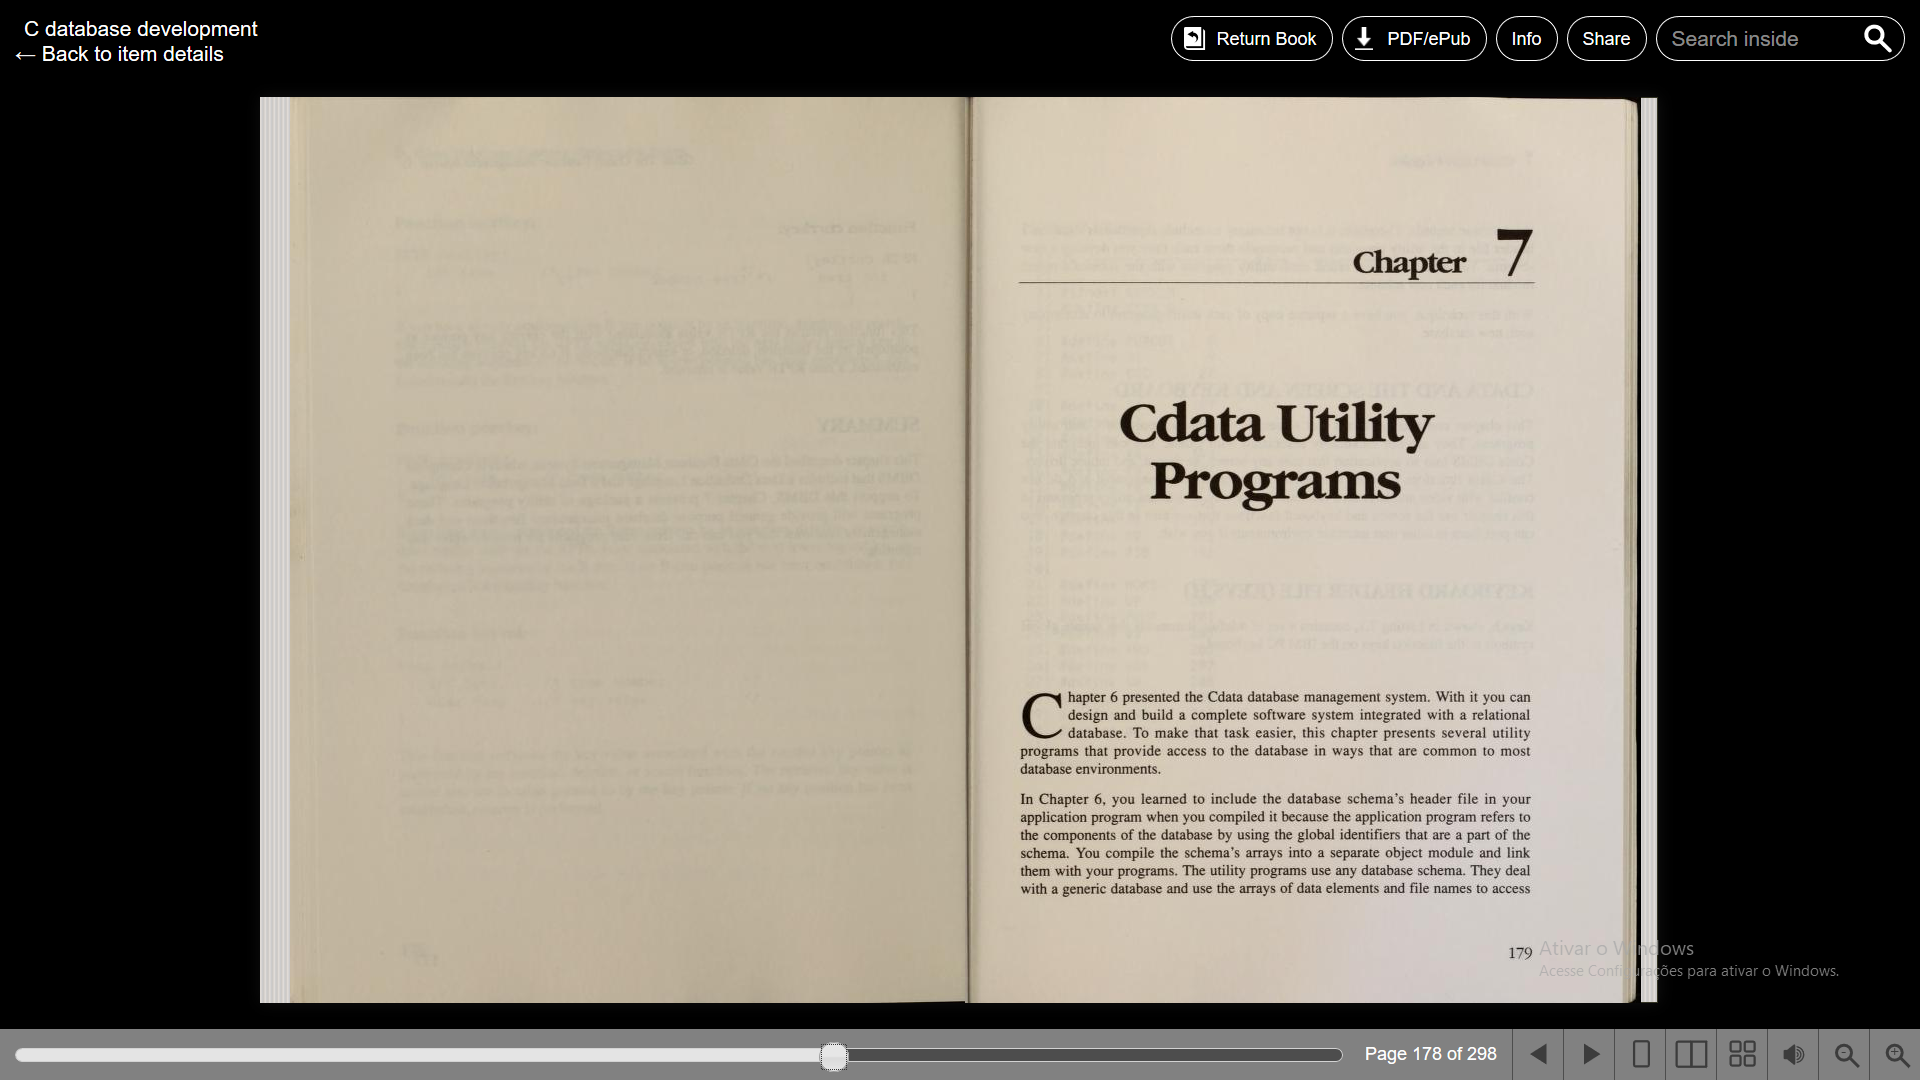 C database development
← Back to item details
Return Book
PDF/ePub
Info
Share
Search inside
Chapter 7
Cdata Utility
Programs
Chapter 6 presented the Cdata database management system. With it you can
design and build a complete software system integrated with a relational
database. To make that task easier, this chapter presents several utility
programs that provide access to the database in ways that are common to most
database environments.
In Chapter 6, you learned to include the database schema’s header file in your
application program when you compiled it because the application program refers to
the components of the database by using the global identifiers that are a part of the
schema. You compile the schema’s arrays into a separate object module and link
them with your programs. The utility programs use any database schema. They deal
with a generic database and use the arrays of data elements and file names to access
179
Ativar o Windows
Acesse Configurações para ativar o Windows.
Page 178 of 298